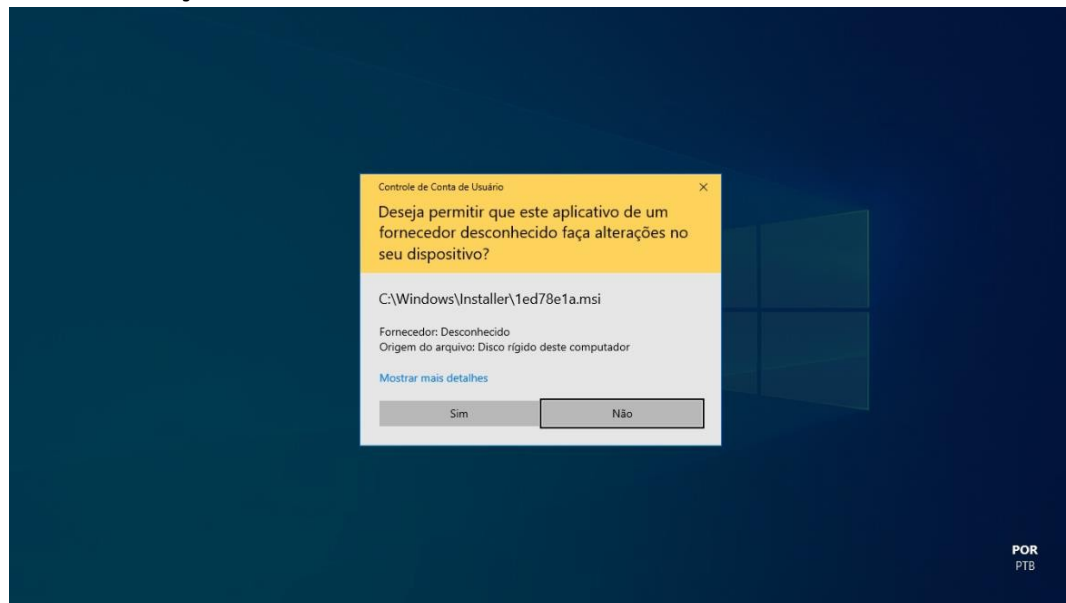 Controle de Conta de Usuário
Deseja permitir que este aplicativo de um
fornecedor desconhecido faça alterações no
seu dispositivo?
C:\Windows\Installer\1ed78e1a.msi
Fornecedor: Desconhecido
Origem do arquivo: Disco rígido deste computador
Mostrar mais detalhes
Sim
Não
POR
PTB